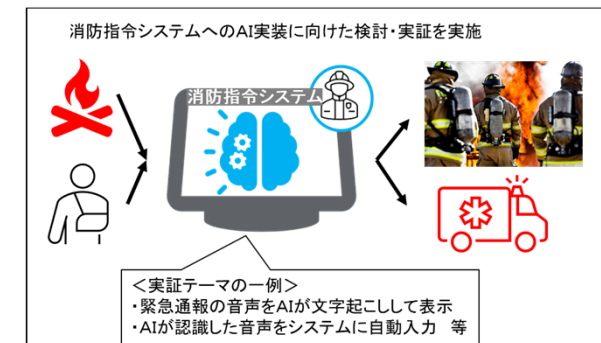 消防指令システムへのAI実装に向けた検討・実証を実施
消防指令システム
＜実証テーマの一例＞
・緊急通報の音声をAIが文字起こしして表示
・AIが認識した音声をシステムに自動入力　等